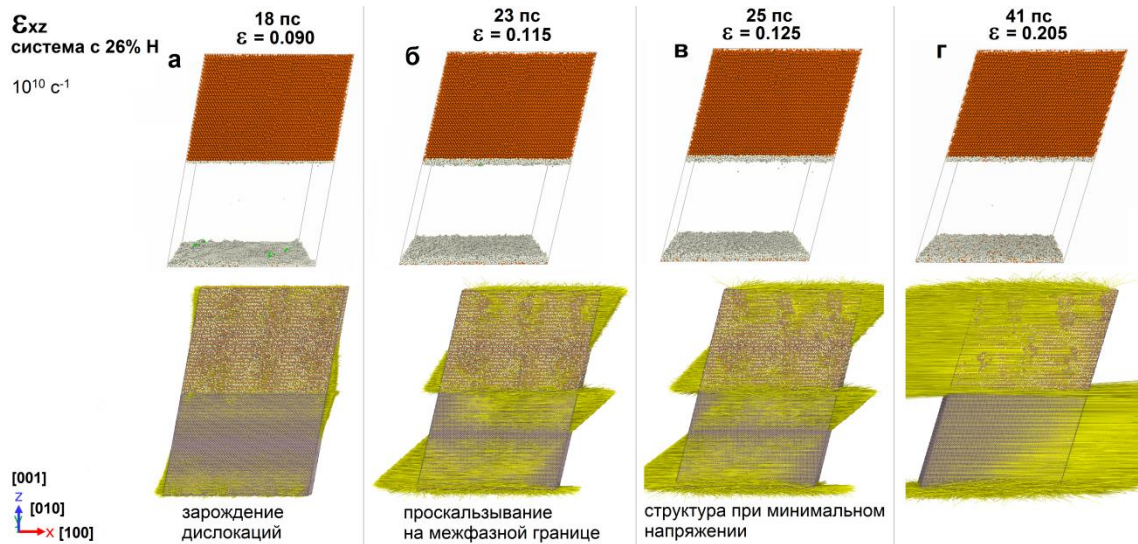 εxz
система с 26% H
10¹⁰ с⁻¹
18 пс
ε = 0.090
а
23 пс
ε = 0.115
б
25 пс
ε = 0.125
в
41 пс
ε = 0.205
г
[001]
z
[010]
y
x [100]
зарождение
дислокаций
проскальзывание
на межфазной границе
структура при минимальном
напряжении